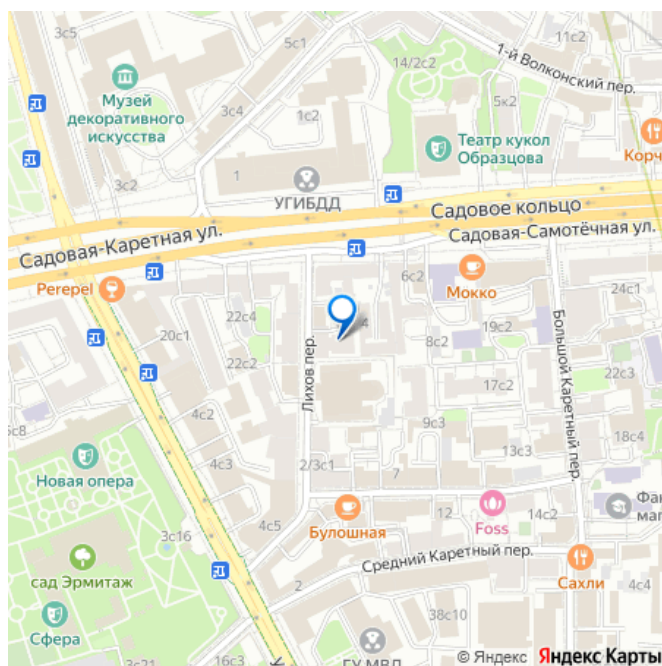 5с1
11с2
1-й Волконский пер.
14/2с2
Музей
декоративного
искусства
3с4
1с2
5к2
Театр кукол
Образцова
Корч
3с2
1
УГИБДД
Садовое кольцо
Садовая-Каретная ул.
Садовая-Самотёчная ул.
Perepel
6с2
Мокко
24с1
22с4
4
20с1
19с2
8с2
Большой Каретный пер.
Лихов пер.
22с2
17с2
22с3
4с2
9с3
5с8
13с3
18с4
4с3
2/3с1
7
Новая опера
Булошная
12
Foss
14с2
Фан
маг
4с5
3с16
Средний Каретный пер.
сад Эрмитаж
2
Сахли
4с4
Сфера
38с10
3с21
16с3
ГУ МВД
© Яндекс Яндекс Карты